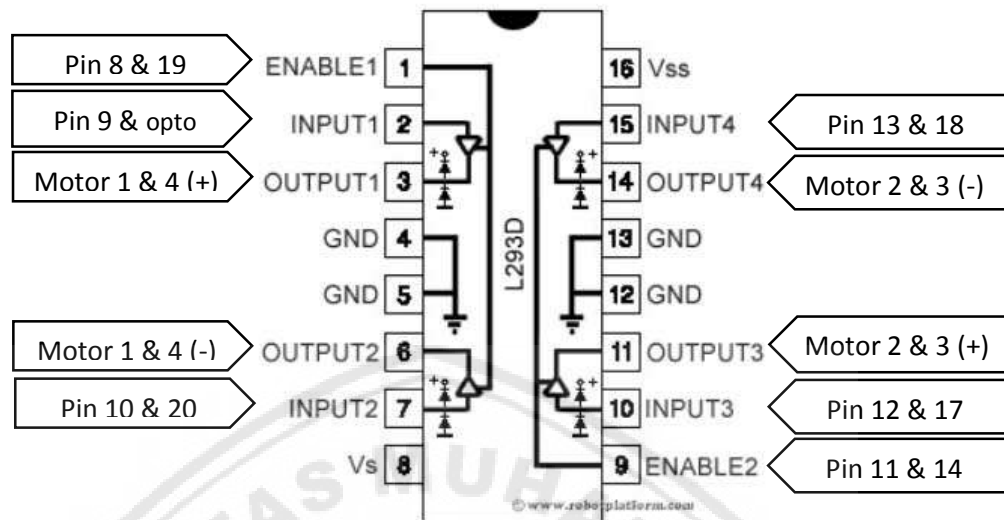 Pin 8 & 19
ENABLE1 1
16 Vss
Pin 9 & opto
INPUT1 2
15 INPUT4
Pin 13 & 18
Motor 1 & 4 (+)
OUTPUT1 3
14 OUTPUT4
Motor 2 & 3 (-)
GND 4
13 GND
L293D
GND 5
12 GND
Motor 1 & 4 (-)
OUTPUT2 6
11 OUTPUT3
Motor 2 & 3 (+)
Pin 10 & 20
INPUT2 7
10 INPUT3
Pin 12 & 17
Vs 8
9 ENABLE2
Pin 11 & 14
© www.robotplatform.com
TAS MUH